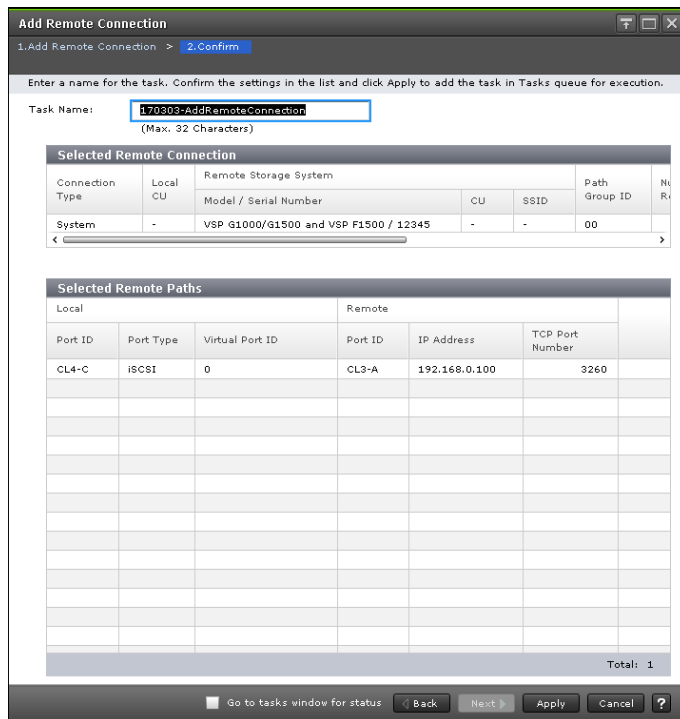 Add Remote Connection
1.Add Remote Connection > 2.Confirm
Enter a name for the task. Confirm the settings in the list and click Apply to add the task in Tasks queue for execution.
Task Name: 170303-AddRemoteConnection
(Max. 32 Characters)
Selected Remote Connection
Connection Type Local CU Remote Storage System Path Group ID
Model / Serial Number CU SSID
System - VSP G1000/G1500 and VSP F1500 / 12345 - - 00
Selected Remote Paths
Local Remote
Port ID Port Type Virtual Port ID Port ID IP Address TCP Port Number
CL4-C iSCSI 0 CL3-A 192.168.0.100 3260
Total: 1
Go to tasks window for status Back Next Apply Cancel ?